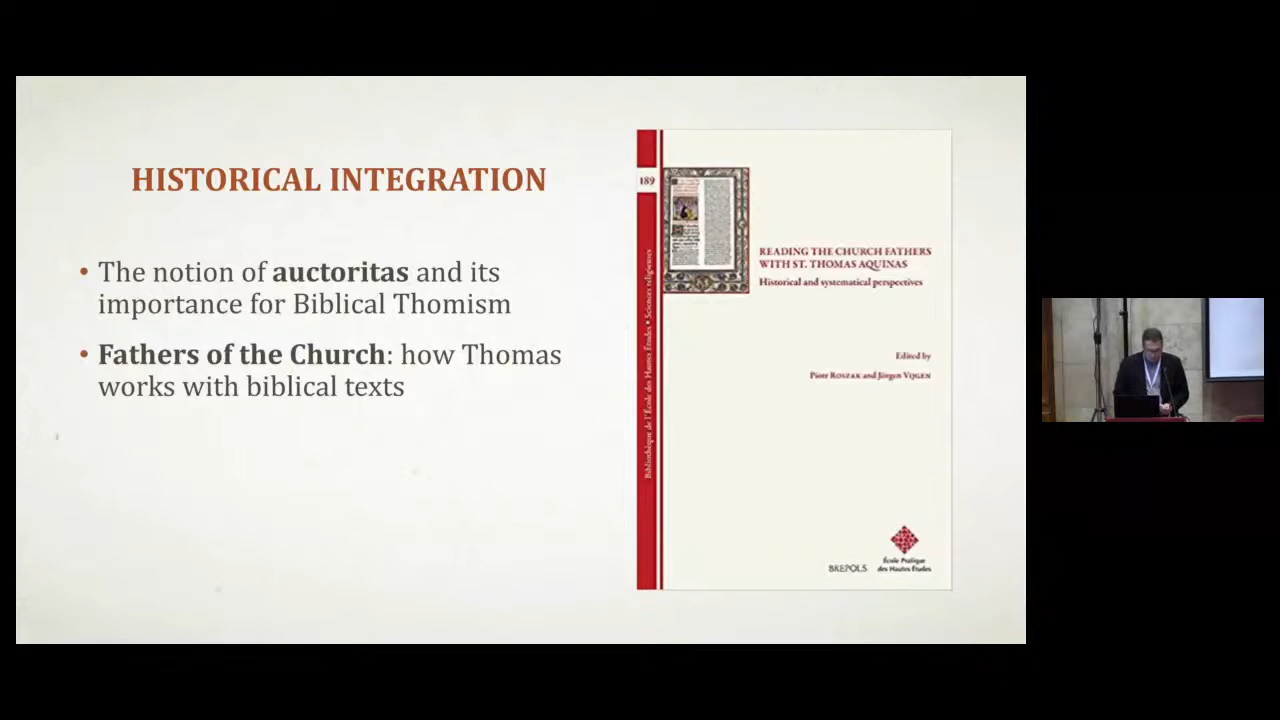 HISTORICAL INTEGRATION
• The notion of auctoritas and its
importance for Biblical Thomism
• Fathers of the Church: how Thomas
works with biblical texts
189
Bibliothèque de l'École des Hautes Études • Sciences religieuses
READING THE CHURCH FATHERS
WITH ST. THOMAS AQUINAS
Historical and systematical perspectives
Edited by
Piotr ROSZAK and Jörgen VIJGEN
BREPOLS
École Pratique
des Hautes Études